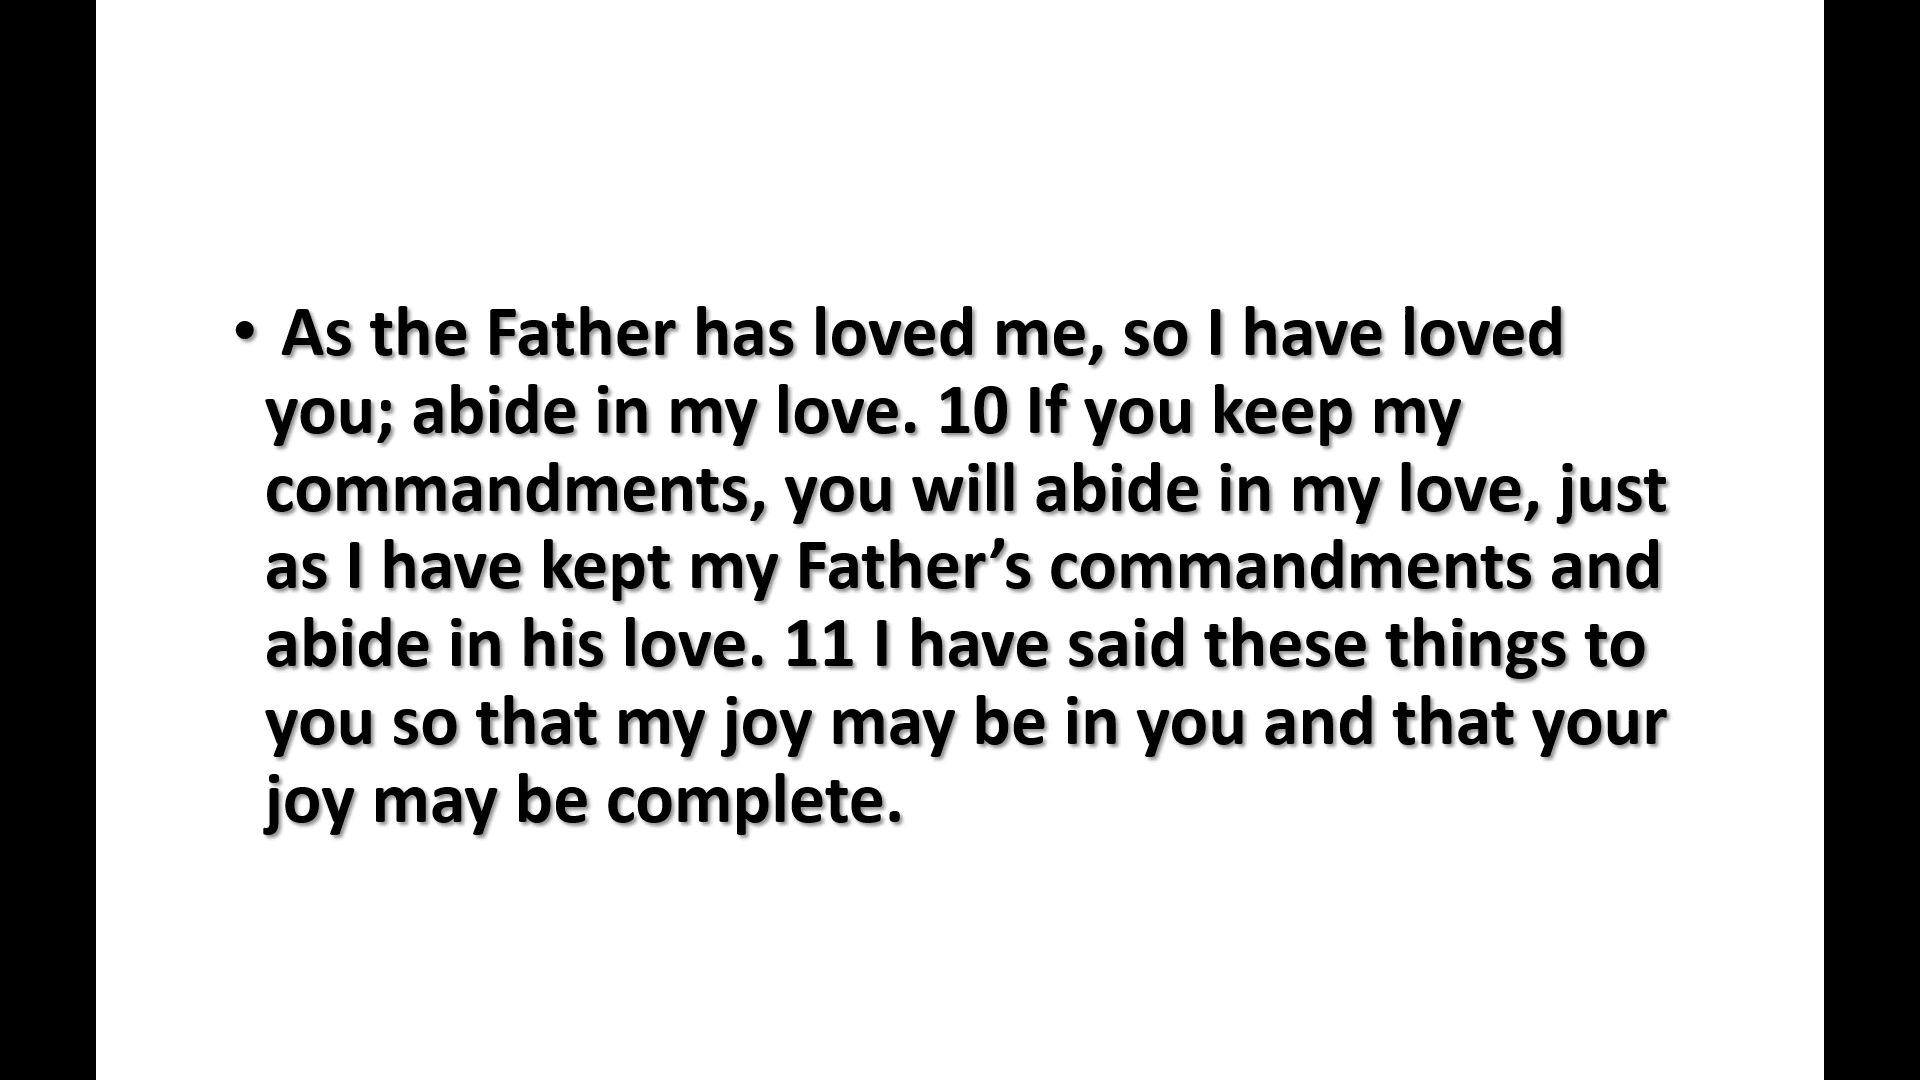 • As the Father has loved me, so I have loved
you; abide in my love. 10 If you keep my
commandments, you will abide in my love, just
as I have kept my Father’s commandments and
abide in his love. 11 I have said these things to
you so that my joy may be in you and that your
joy may be complete.